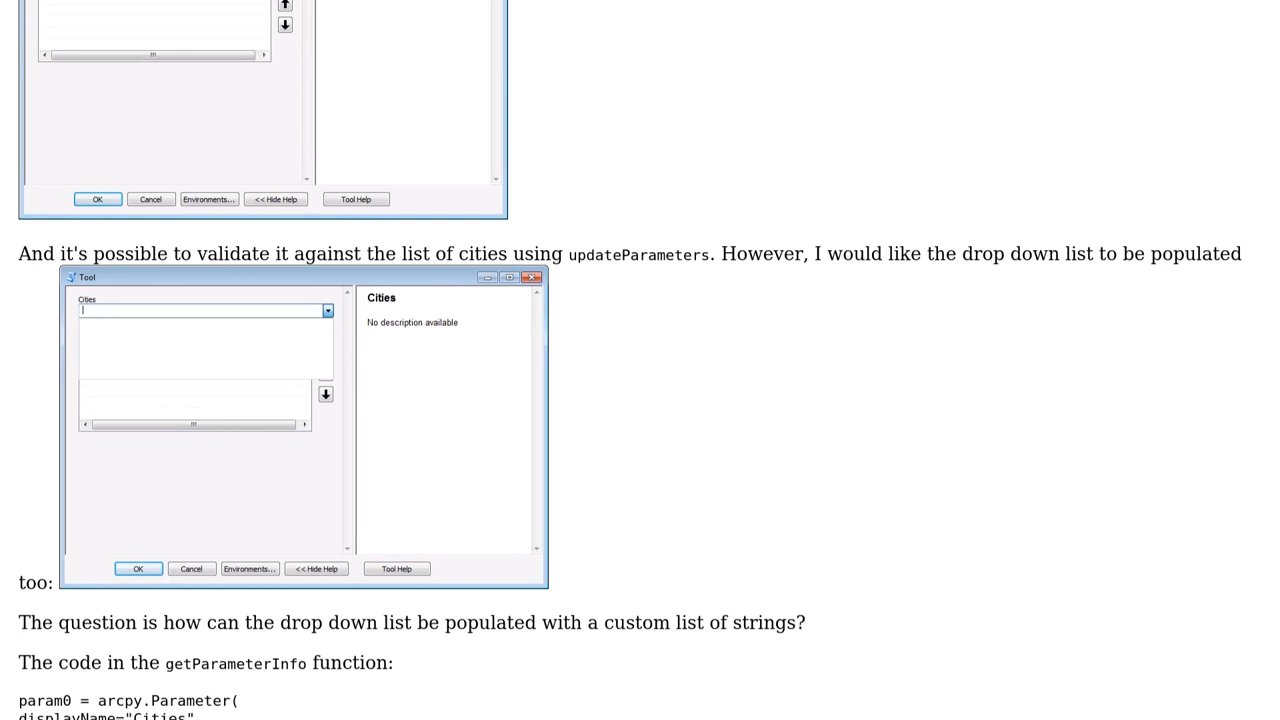 OK Cancel Environments... << Hide Help Tool Help
And it's possible to validate it against the list of cities using updateParameters. However, I would like the drop down list to be populated
Tool
Cities
Cities
No description available
OK Cancel Environments... << Hide Help Tool Help
too:
The question is how can the drop down list be populated with a custom list of strings?
The code in the getParameterInfo function:
param0 = arcpy.Parameter(
displayName="Cities"